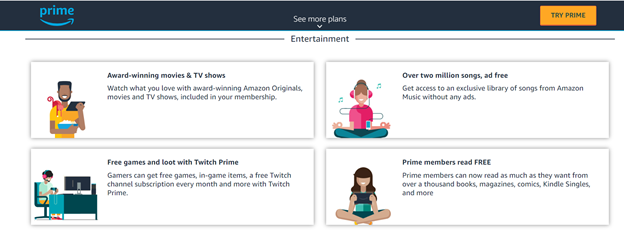 prime
See more plans
TRY PRIME
Entertainment
Award-winning movies & TV shows
Watch what you love with award-winning Amazon Originals,
movies and TV shows, included in your membership.
Over two million songs, ad free
Get access to an exclusive library of songs from Amazon
Music without any ads.
Free games and loot with Twitch Prime
Gamers can get free games, in-game items, a free Twitch
channel subscription every month and more with Twitch
Prime.
Prime members read FREE
Prime members can now read as much as they want from
over a thousand books, magazines, comics, Kindle Singles,
and more